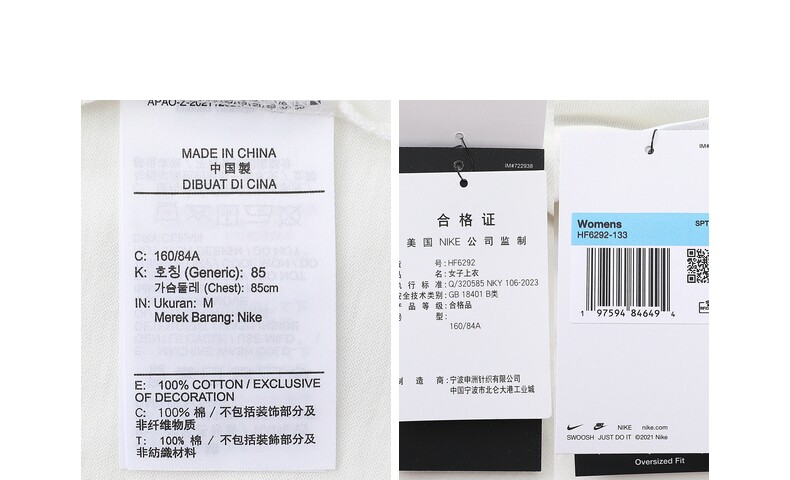 MADE IN CHINA
中国製
DIBUAT DI CINA
C: 160/84A
K: 호칭 (Generic): 85
가슴둘레 (Chest): 85cm
IN: Ukuran: M
Merek Barang: Nike
E: 100% COTTON / EXCLUSIVE
OF DECORATION
C: 100% 棉 / 不包括装饰部分及
非纤维物质
T: 100% 棉 / 不包括裝飾部分及
非紡織材料
IM#722938
合格证
美国 NIKE 公司监制
号: HF6292
名: 女子上衣
执行标准: Q/320585 NKY 106-2023
安全技术类别: GB 18401 B类
产品等级: 合格品
型:
160/84A
制造商: 宁波申洲针织有限公司
中国宁波市北仑大港工业城
IM#
Womens
SPT
HF6292-133
1 97594 84649 4
NIKE nike.com
SWOOSH JUST DO IT ©2021 Nike
Oversized Fit